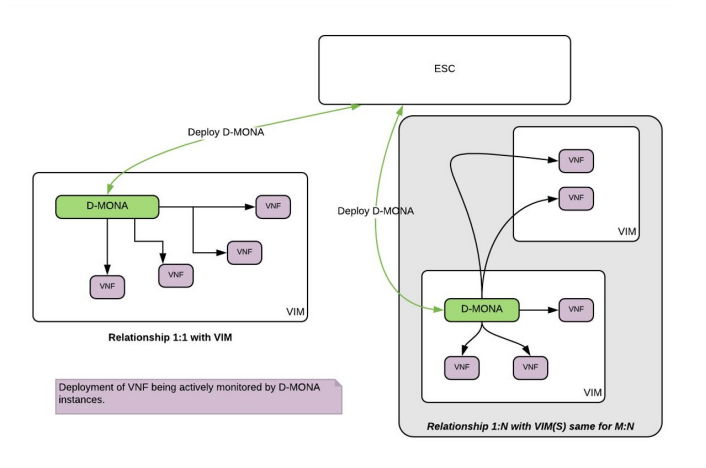 ESC
Deploy D-MONA
VNF
VNF
VIM
D-MONA
VNF
VNF
VNF
VNF
VIM
Relationship 1:1 with VIM
Deploy D-MONA
D-MONA
VNF
VNF
VNF
VIM
Relationship 1:N with VIM(S) same for M:N
Deployment of VNF being actively monitored by D-MONA
instances.